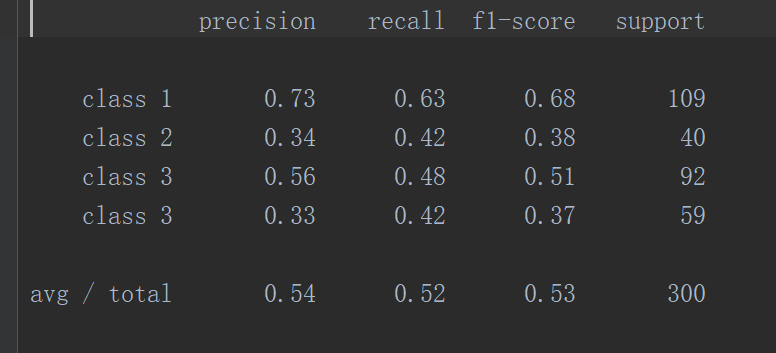 precision recall f1-score support
class 1 0.73 0.63 0.68 109
class 2 0.34 0.42 0.38 40
class 3 0.56 0.48 0.51 92
class 3 0.33 0.42 0.37 59
avg / total 0.54 0.52 0.53 300